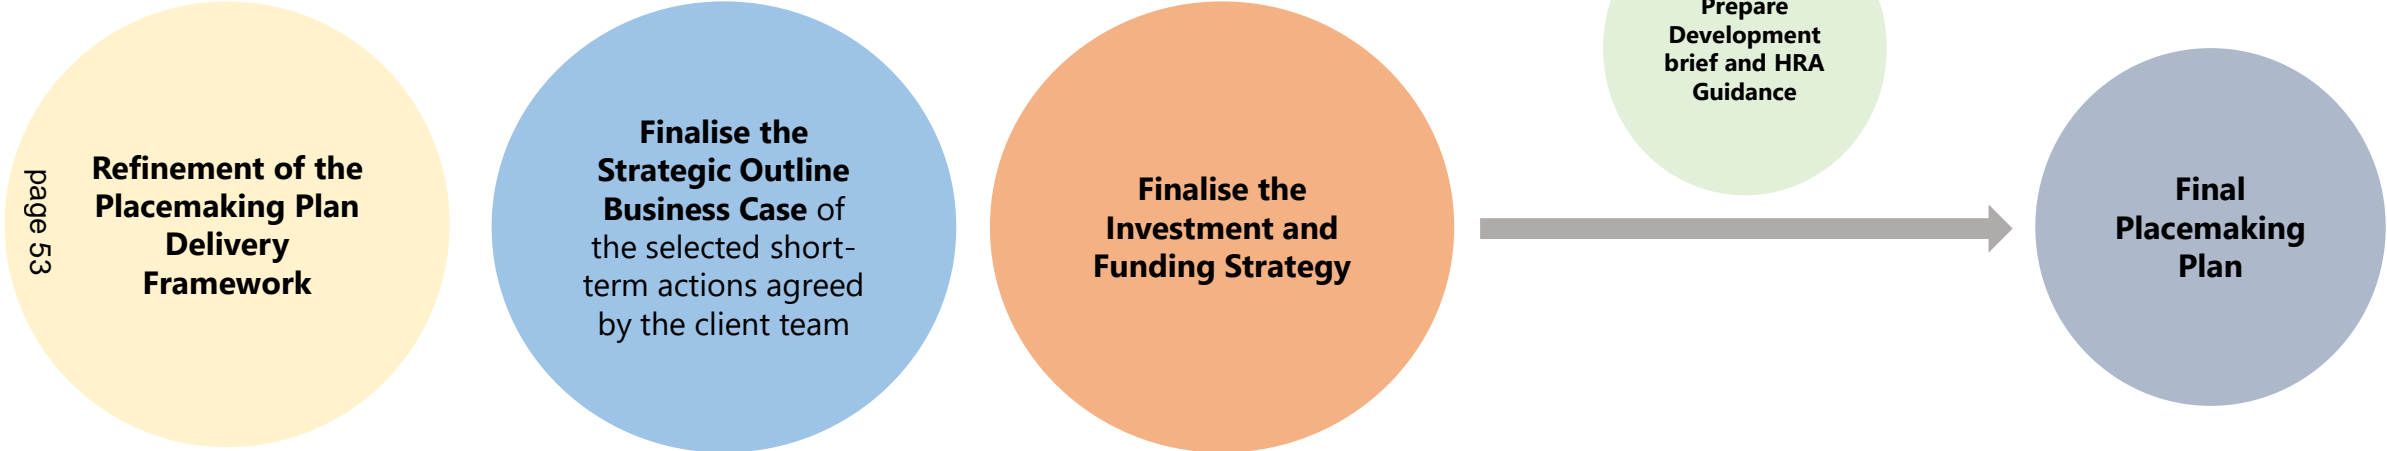 page 53
Refinement of the
Placemaking Plan
Delivery
Framework
Finalise the
Strategic Outline
Business Case of
the selected short-
term actions agreed
by the client team
Finalise the
Investment and
Funding Strategy
Prepare
Development
brief and HRA
Guidance
Final
Placemaking
Plan